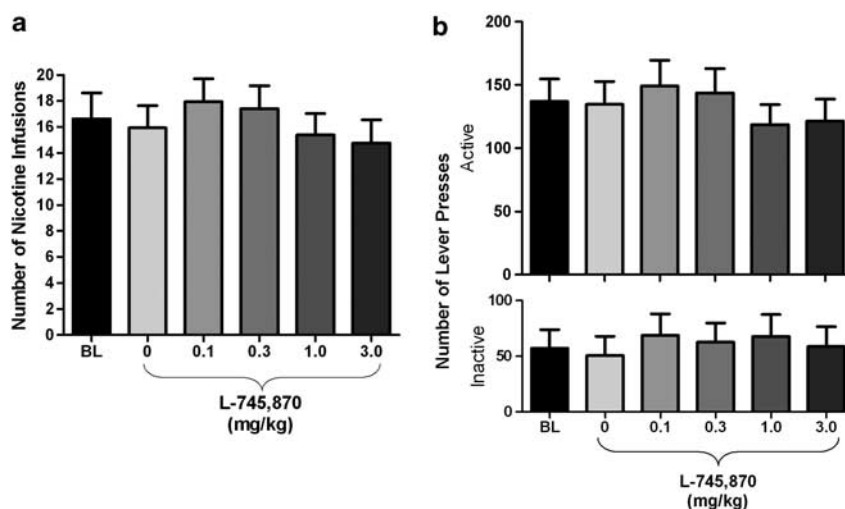 a
Number of Nicotine Infusions
20
18
16
14
12
10
8
6
4
2
0
BL 0 0.1 0.3 1.0 3.0
L-745,870
(mg/kg)
b
Number of Lever Presses
Active
200
150
100
50
0
Inactive
100
50
0
BL 0 0.1 0.3 1.0 3.0
L-745,870
(mg/kg)